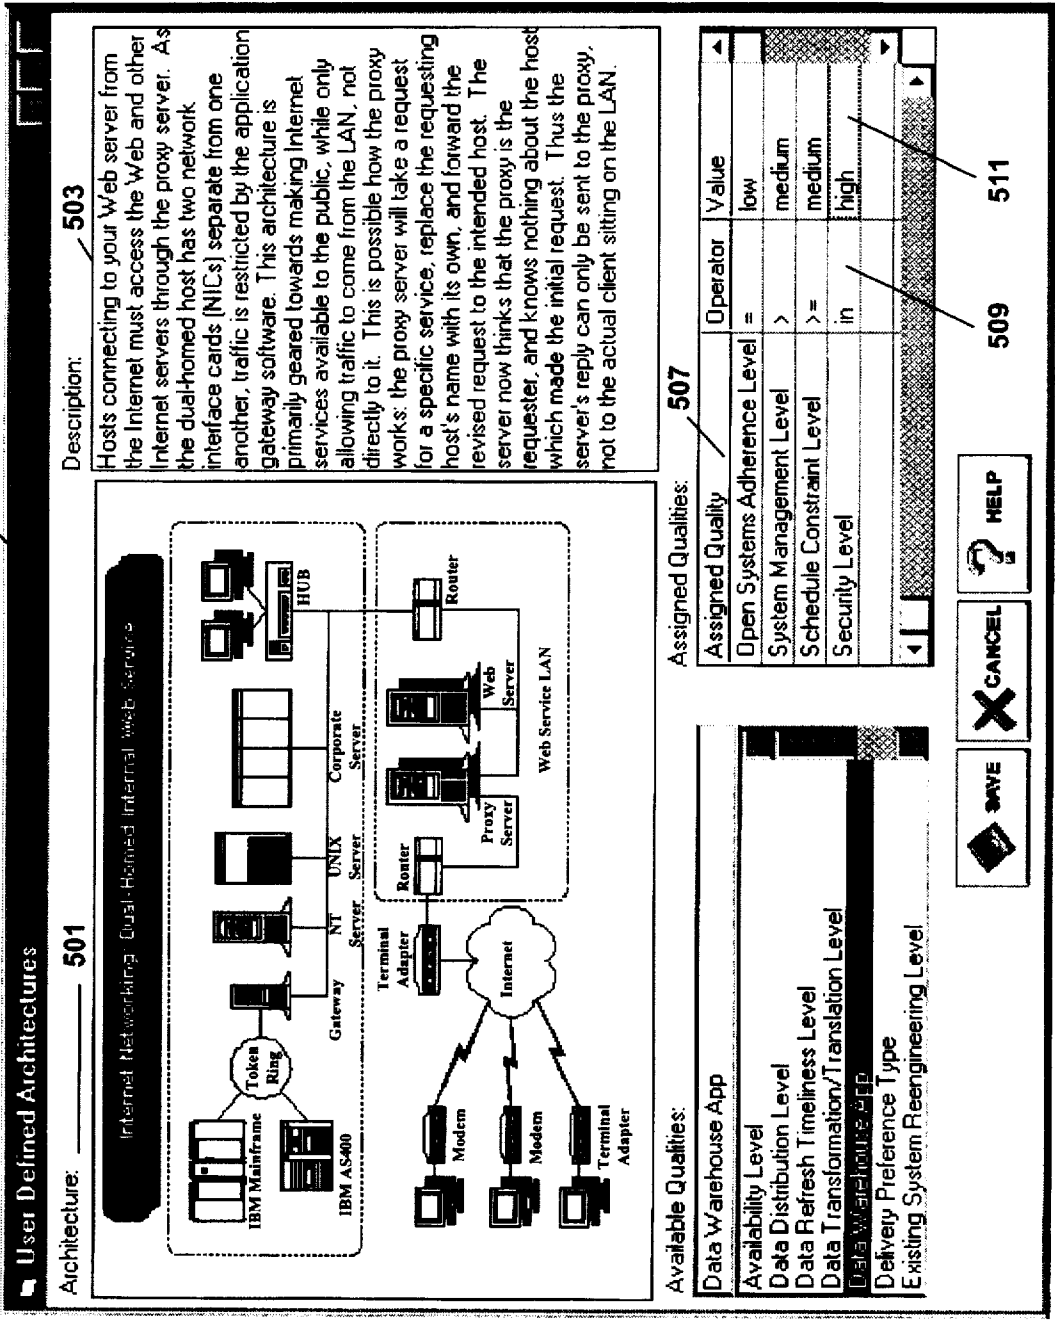 User Defined Architectures
Architecture:
501
Internet Networking: Dual-Homed Internal Web Servers
IBM Mainframe
IBM AS400
Token
Ring
Gateway
NT
Server
UNIX
Server
Corporate
Server
HUB
Modem
Modem
Terminal
Adapter
Internet
Terminal
Adapter
Router
Proxy
Server
Web
Server
Router
Web Service LAN
Description:
503
Hosts connecting to your Web server from
the Internet must access the Web and other
Internet servers through the proxy server. As
the dual-homed host has two network
interface cards (NICs) separate from one
another, traffic is restricted by the application
gateway software. This architecture is
primarily geared towards making Internet
services available to the public, while only
allowing traffic to come from the LAN, not
directly to it. This is possible how the proxy
works: the proxy server will take a request
for a specific service, replace the requesting
host's name with its own, and forward the
revised request to the intended host. The
server now thinks that the proxy is the
requester, and knows nothing about the host
which made the initial request. Thus the
server's reply can only be sent to the proxy,
not to the actual client sitting on the LAN.
Available Qualities:
Data Warehouse App
Availability Level
Data Distribution Level
Data Refresh Timeliness Level
Data Transformation/Translation Level
Data Warehouse App
Delivery Preference Type
Existing System Reengineering Level
Assigned Qualities:
507
Assigned Quality Operator Value
Open Systems Adherence Level = low
System Management Level > medium
Schedule Constraint Level >= medium
Security Level in high
509
511
SAVE
CANCEL
? HELP